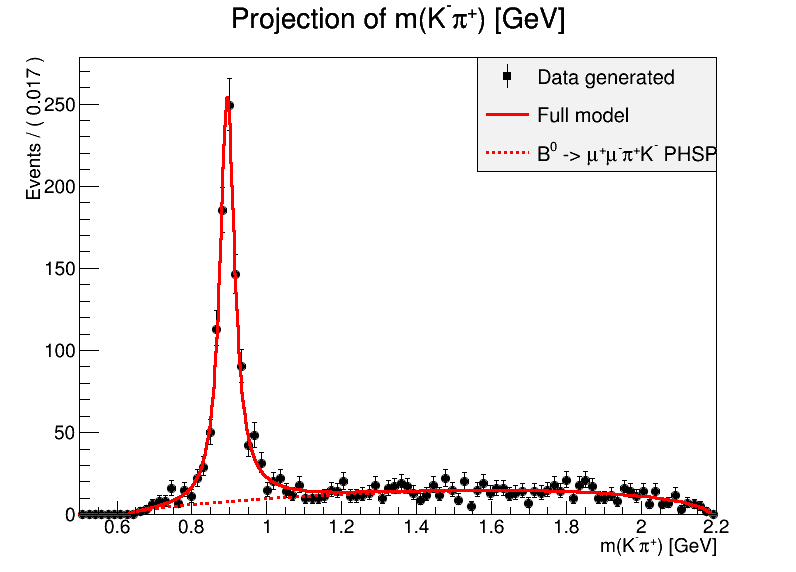 Projection of m(K⁻π⁺) [GeV]
Events / ( 0.017 )
Data generated
Full model
B⁰ -> μ⁺μ⁻π⁺K⁻ PHSP
250
200
150
100
50
0
0.6 0.8 1 1.2 1.4 1.6 1.8 2 2.2
m(K⁻π⁺) [GeV]